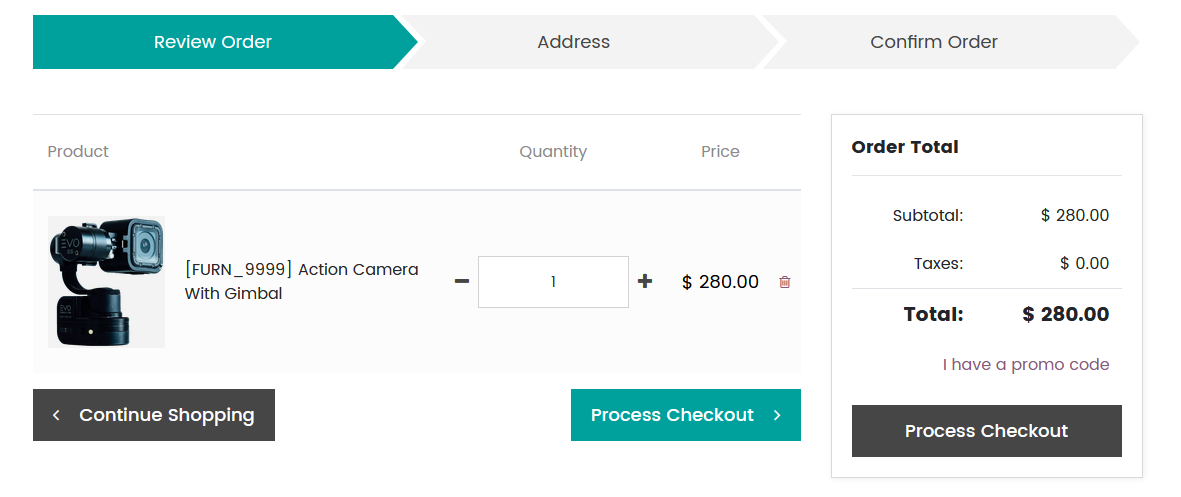 Review Order
Address
Confirm Order
Product
Quantity
Price
EVO
[FURN_9999] Action Camera
With Gimbal
1
$ 280.00
Continue Shopping
Process Checkout
Order Total
Subtotal: $ 280.00
Taxes: $ 0.00
Total: $ 280.00
I have a promo code
Process Checkout